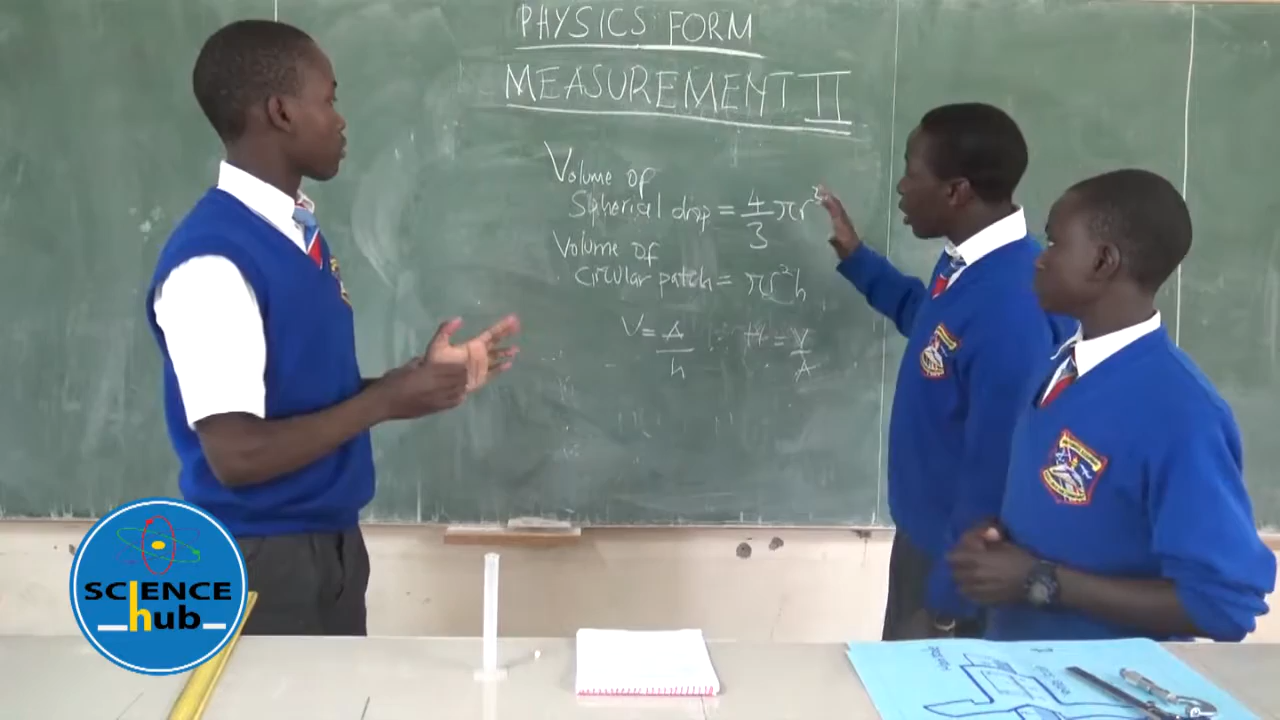 PHYSICS FORM
MEASUREMENT II
Volume of
Spherical drop = 4/3 πr³
Volume of
circular patch = πr²h
V = A/h H = V/A
SCIENCE
hub